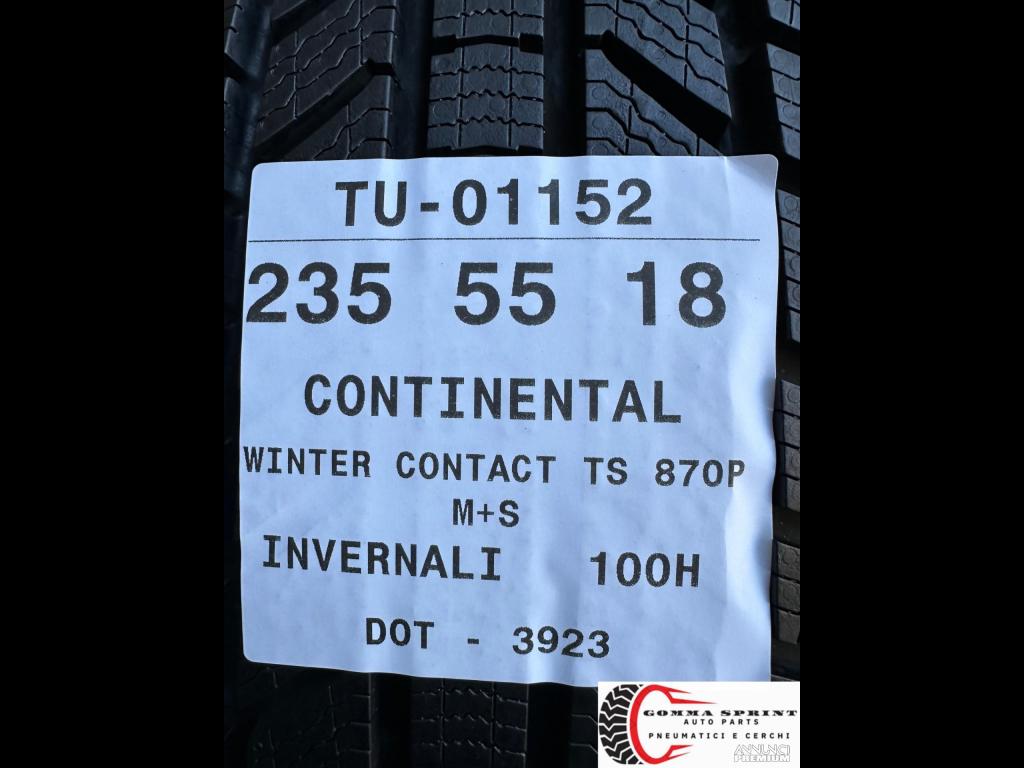 TU-01152
235 55 18
CONTINENTAL
WINTER CONTACT TS 870P
M+S
INVERNALI 100H
DOT - 3923
GOMMA SPRINT
AUTO PARTS
PNEUMATICI E CERCHI
ANNUNCI
PREMIUM